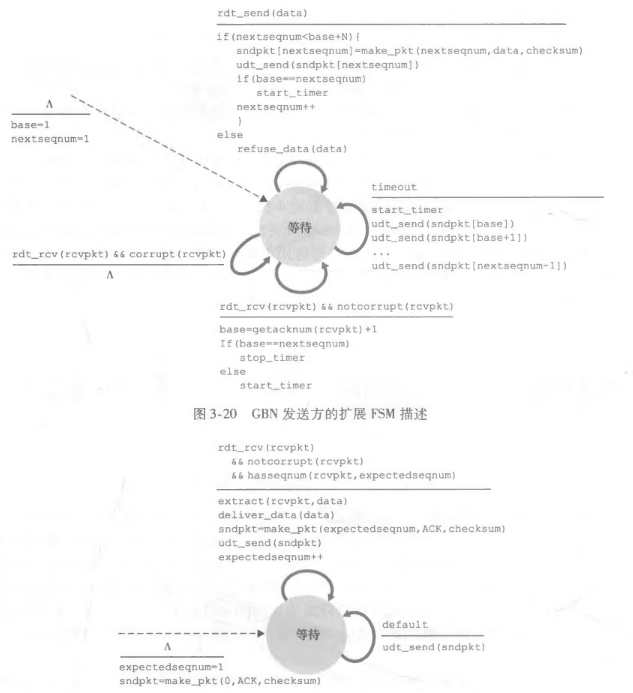 rdt_send(data)
if(nextseqnum<base+N){
sndpkt[nextseqnum]=make_pkt(nextseqnum,data,checksum)
udt_send(sndpkt[nextseqnum])
if(base==nextseqnum)
start_timer
nextseqnum++
}
else
refuse_data(data)
Λ
base=1
nextseqnum=1
等待
timeout
start_timer
udt_send(sndpkt[base])
udt_send(sndpkt[base+1])
...
udt_send(sndpkt[nextseqnum-1])
rdt_rcv(rcvpkt) && corrupt(rcvpkt)
Λ
rdt_rcv(rcvpkt) && notcorrupt(rcvpkt)
base=getacknum(rcvpkt)+1
If(base==nextseqnum)
stop_timer
else
start_timer
图 3-20 GBN 发送方的扩展 FSM 描述
rdt_rcv(rcvpkt)
&& notcorrupt(rcvpkt)
&& hasseqnum(rcvpkt,expectedseqnum)
extract(rcvpkt,data)
deliver_data(data)
sndpkt=make_pkt(expectedseqnum,ACK,checksum)
udt_send(sndpkt)
expectedseqnum++
等待
default
udt_send(sndpkt)
Λ
expectedseqnum=1
sndpkt=make_pkt(0,ACK,checksum)